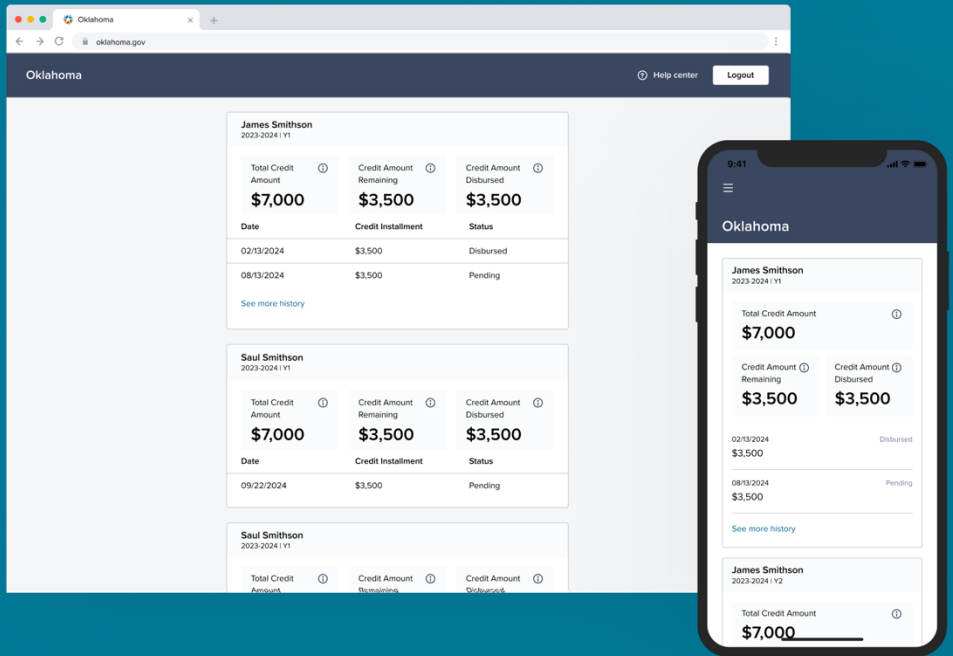 Oklahoma
oklahoma.gov
Oklahoma
Help center
Logout
James Smithson
2023-2024 | Y1
Total Credit Amount
$7,000
Credit Amount Remaining
$3,500
Credit Amount Disbursed
$3,500
Date Credit Installment Status
02/13/2024 $3,500 Disbursed
08/13/2024 $3,500 Pending
See more history
Saul Smithson
2023-2024 | Y1
Total Credit Amount
$7,000
Credit Amount Remaining
$3,500
Credit Amount Disbursed
$3,500
Date Credit Installment Status
09/22/2024 $3,500 Pending
Saul Smithson
2023-2024 | Y1
Total Credit Amount
Credit Amount Remaining
Credit Amount Disbursed
9:41
Oklahoma
James Smithson
2023-2024 | Y1
Total Credit Amount
$7,000
Credit Amount Remaining
$3,500
Credit Amount Disbursed
$3,500
02/13/2024 Disbursed
$3,500
08/13/2024 Pending
$3,500
See more history
James Smithson
2023-2024 | Y2
Total Credit Amount
$7,000